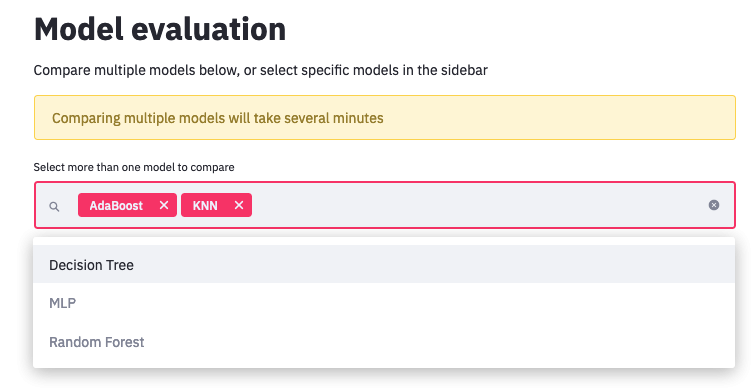 Model evaluation
Compare multiple models below, or select specific models in the sidebar
Comparing multiple models will take several minutes
Select more than one model to compare
AdaBoost KNN
Decision Tree
MLP
Random Forest